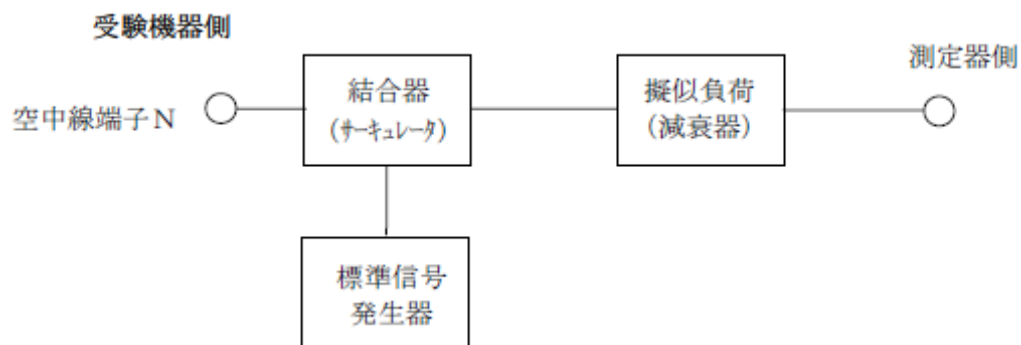 受験機器側
空中線端子N
結合器
(サーキュレータ)
擬似負荷
(減衰器)
測定器側
標準信号
発生器